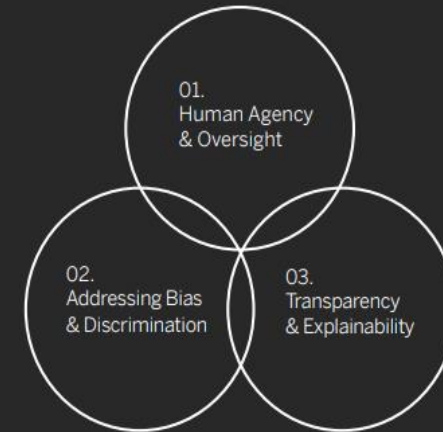 01.
Human Agency
& Oversight
02.
Addressing Bias
& Discrimination
03.
Transparency
& Explainability